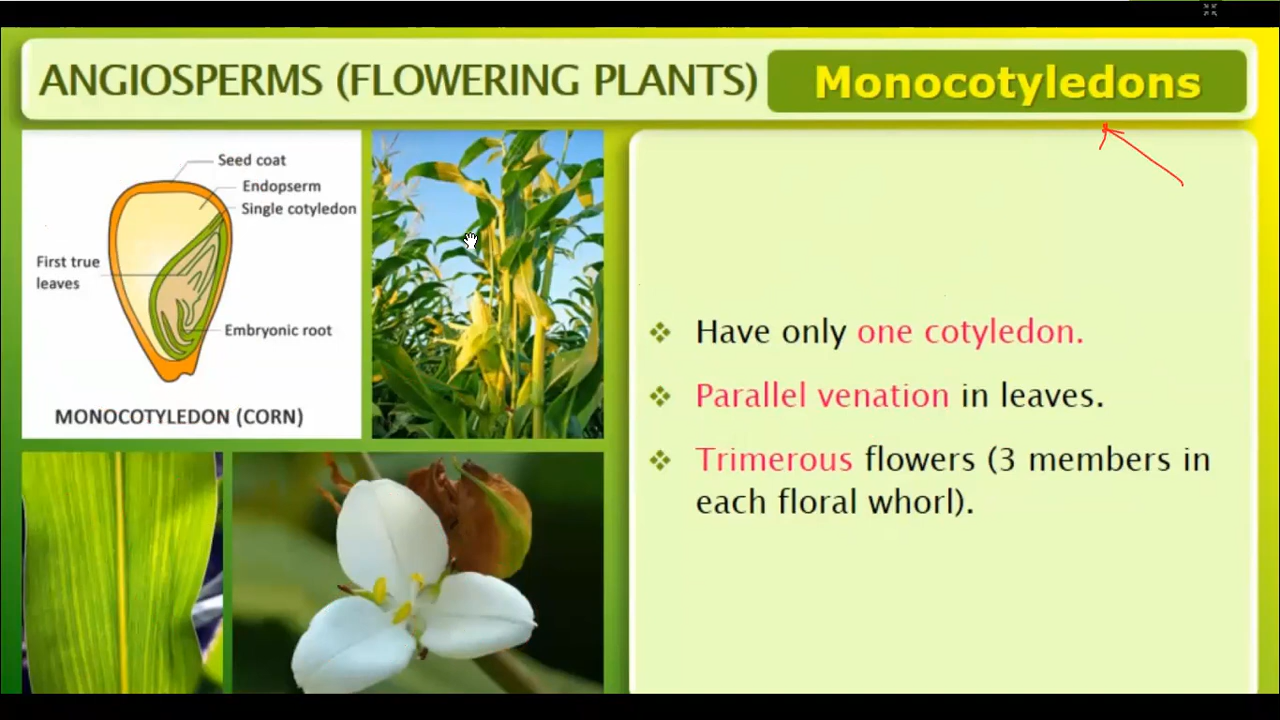 ANGIOSPERMS (FLOWERING PLANTS)
Monocotyledons
Seed coat
Endopserm
Single cotyledon
First true
leaves
Embryonic root
MONOCOTYLEDON (CORN)
❖ Have only one cotyledon.
❖ Parallel venation in leaves.
❖ Trimerous flowers (3 members in
each floral whorl).